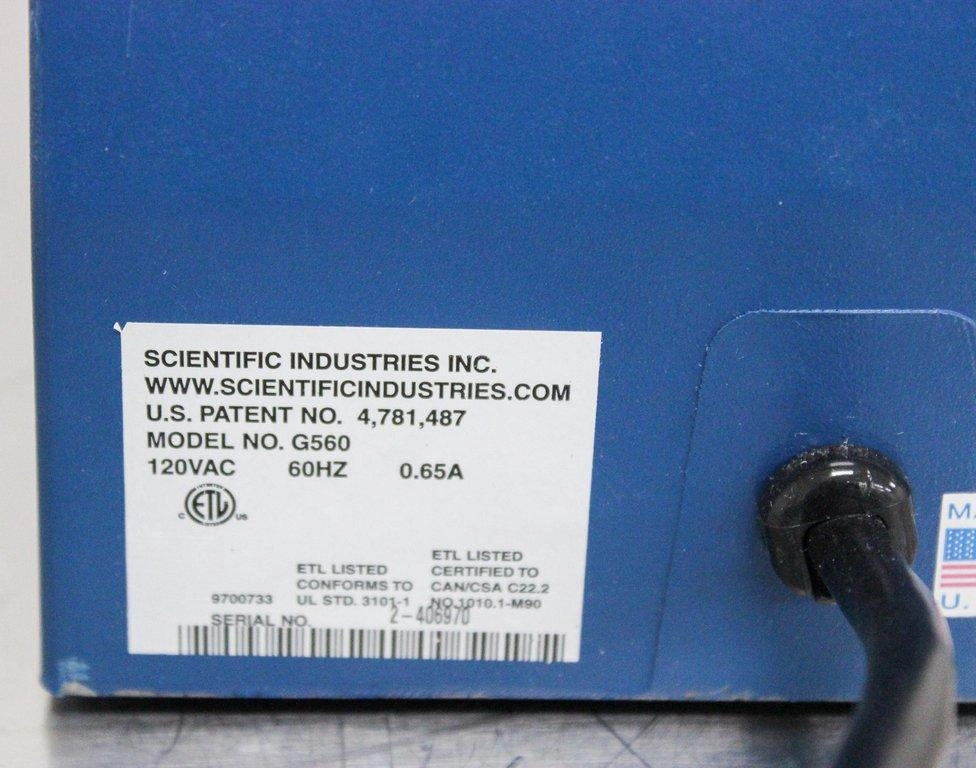 SCIENTIFIC INDUSTRIES INC.
WWW.SCIENTIFICINDUSTRIES.COM
U.S. PATENT NO. 4,781,487
MODEL NO. G560
120VAC 60HZ 0.65A
C ETL US
ETL LISTED
CONFORMS TO
UL STD. 3101-1
ETL LISTED
CERTIFIED TO
CAN/CSA C22.2
NO.1010.1-M90
9700733
SERIAL NO. 2-406970
U.